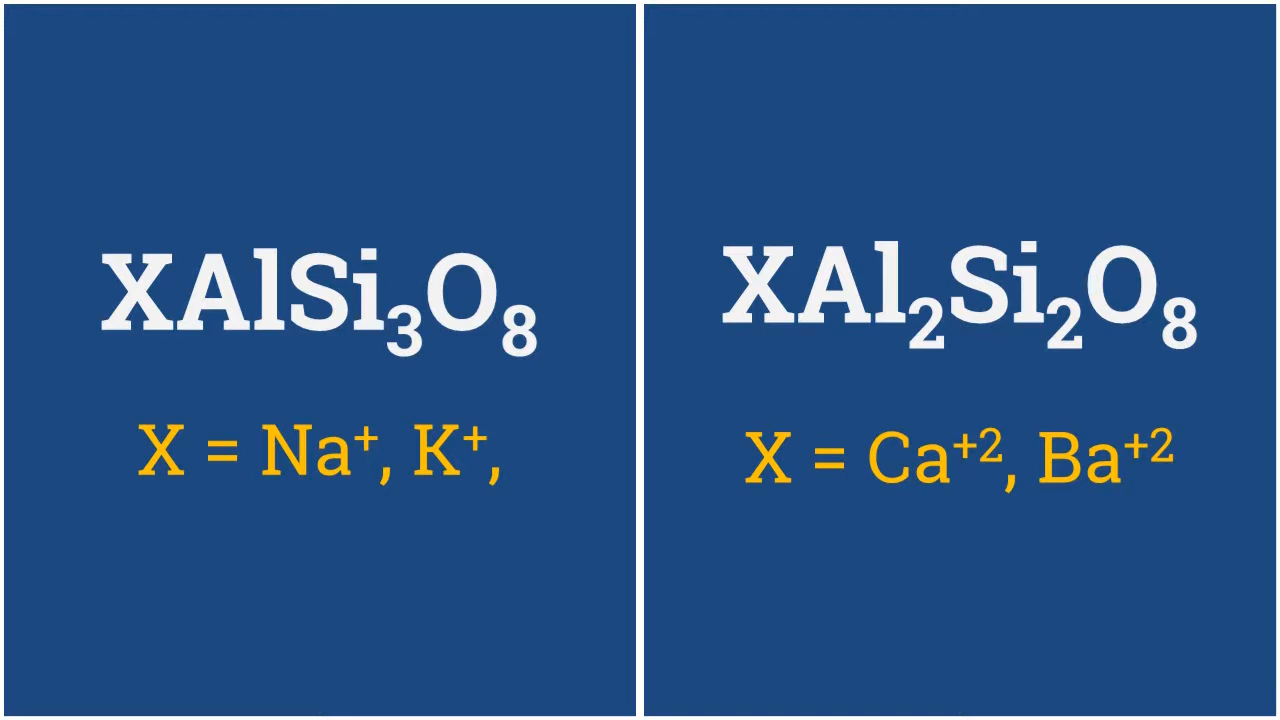 XAlSi₃O₈
X = Na⁺, K⁺,
XAl₂Si₂O₈
X = Ca⁺², Ba⁺²